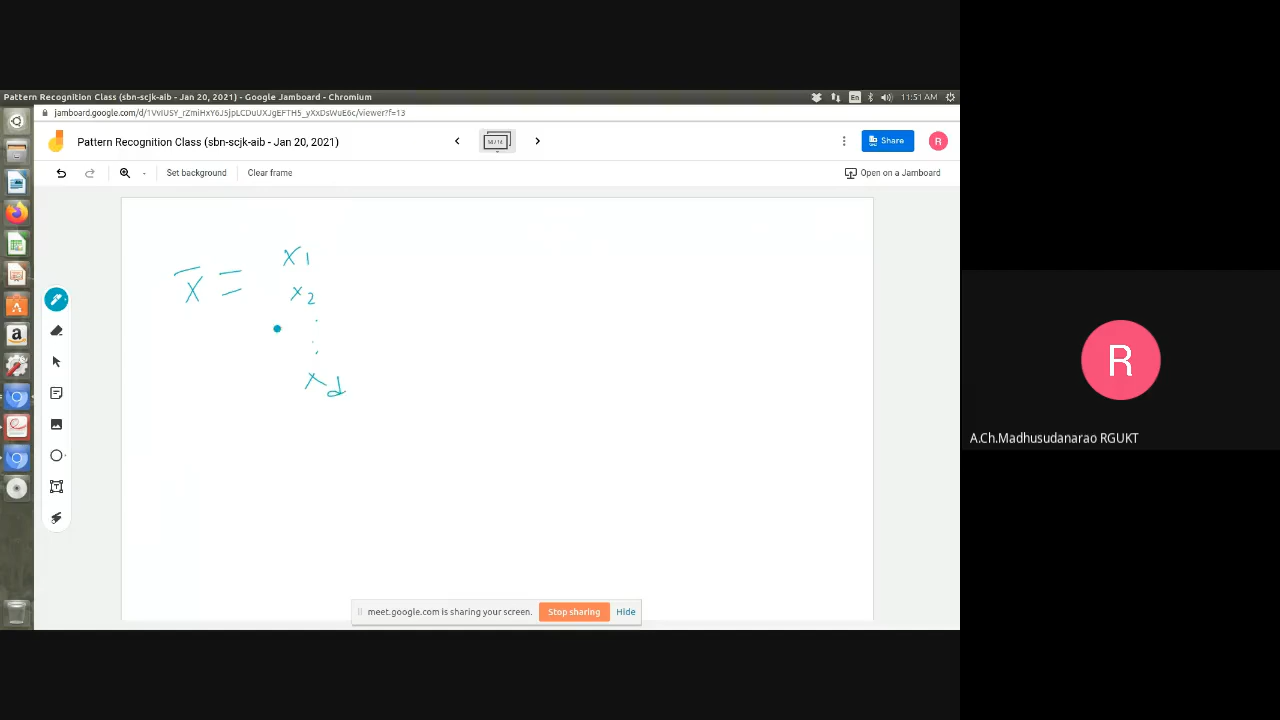 Pattern Recognition Class (sbn-scjk-aib - Jan 20, 2021) - Google Jamboard - Chromium
En
11:51 AM
Pattern Recognition Class (sbn-scjk-aib - Jan 20, 2021)
Share
R
Set background
Clear frame
Open on a Jamboard
x̄ =
x1
x2
.
.
.
xd
R
A.Ch.Madhusudanarao RGUKT
meet.google.com is sharing your screen.
Stop sharing
Hide